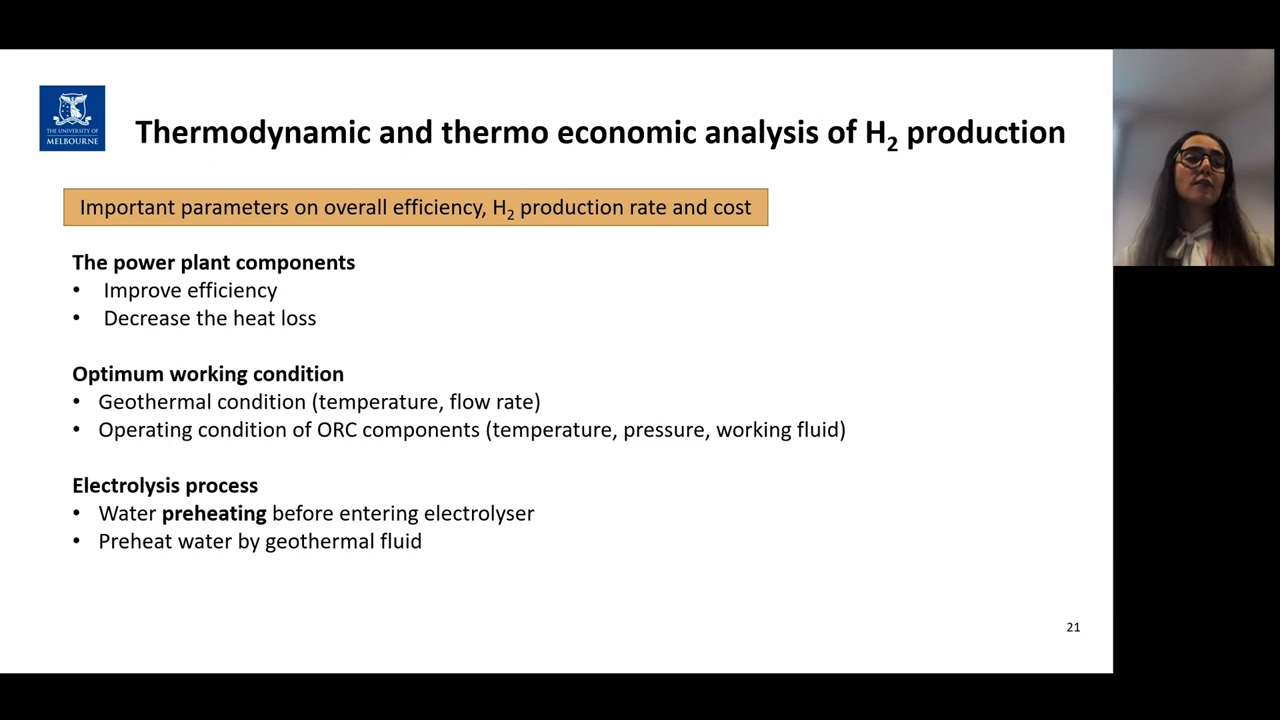 THE UNIVERSITY OF
MELBOURNE
Thermodynamic and thermo economic analysis of H₂ production
Important parameters on overall efficiency, H₂ production rate and cost
The power plant components
• Improve efficiency
• Decrease the heat loss
Optimum working condition
• Geothermal condition (temperature, flow rate)
• Operating condition of ORC components (temperature, pressure, working fluid)
Electrolysis process
• Water preheating before entering electrolyser
• Preheat water by geothermal fluid
21